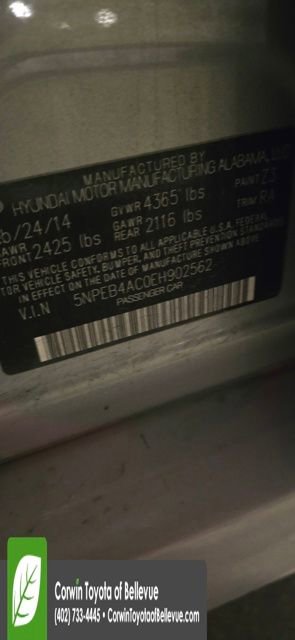 MANUFACTURED BY
HYUNDAI MOTOR MANUFACTURING ALABAMA, LLC
/24/14 GVWR 4365 lbs PAINT Z3
FRONT 2425 lbs GAWR REAR 2116 lbs TRIM RA
THIS VEHICLE CONFORMS TO ALL APPLICABLE U.S.A. FEDERAL
MOTOR VEHICLE SAFETY, BUMPER, AND THEFT PREVENTION STANDARDS
IN EFFECT ON THE DATE OF MANUFACTURE SHOWN ABOVE.
V.I.N 5NPEB4AC0EH902562
PASSENGER CAR
Corwin Toyota of Bellevue
(402) 733-4445 • CorwinToyotaofBellevue.com